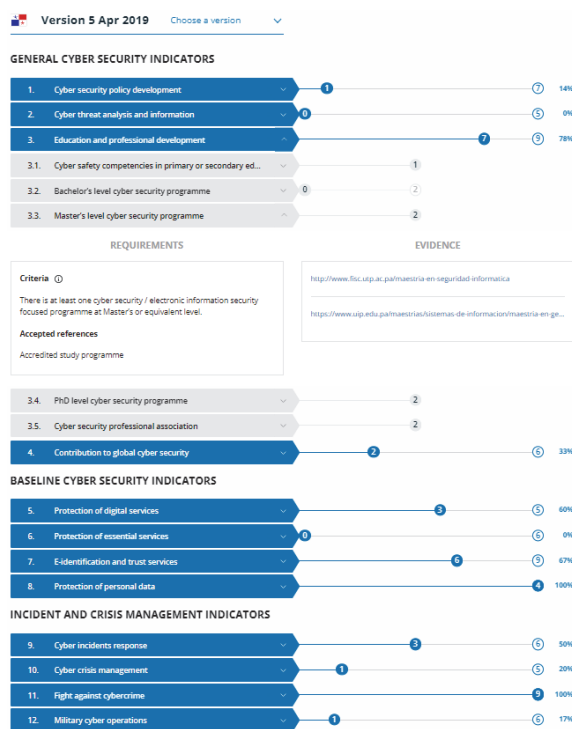 Version 5 Apr 2019 Choose a version
GENERAL CYBER SECURITY INDICATORS
1. Cyber security policy development 1 7 14%
2. Cyber threat analysis and information 0 5 0%
3. Education and professional development 7 9 78%
3.1. Cyber safety competencies in primary or secondary ed... 1
3.2. Bachelor's level cyber security programme 0 2
3.3. Master's level cyber security programme 2
REQUIREMENTS
Criteria
There is at least one cyber security / electronic information security
focused programme at Master's or equivalent level.
Accepted references
Accredited study programme
EVIDENCE
http://www.fisc.utp.ac.pa/maestria-en-seguridad-informatica
https://www.uip.edu.pa/maestrias/sistemas-de-informacion/maestria-en-ge...
3.4. PhD level cyber security programme 2
3.5. Cyber security professional association 2
4. Contribution to global cyber security 2 6 33%
BASELINE CYBER SECURITY INDICATORS
5. Protection of digital services 3 5 60%
6. Protection of essential services 0 6 0%
7. E-identification and trust services 6 9 67%
8. Protection of personal data 4 100%
INCIDENT AND CRISIS MANAGEMENT INDICATORS
9. Cyber incidents response 3 6 50%
10. Cyber crisis management 1 5 20%
11. Fight against cybercrime 9 100%
12. Military cyber operations 1 6 17%